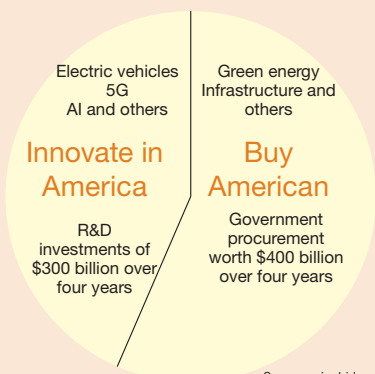 Electric vehicles
5G
AI and others
Innovate in
America
R&D
investments of
$300 billion over
four years
Green energy
Infrastructure and
others
Buy
American
Government
procurement
worth $400 billion
over four years